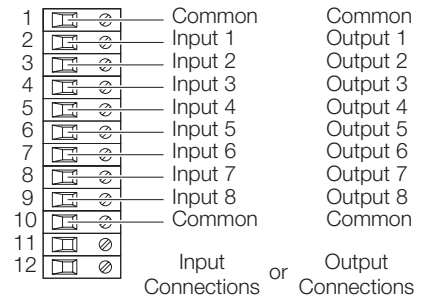 1 Common Common
2 Input 1 Output 1
3 Input 2 Output 2
4 Input 3 Output 3
5 Input 4 Output 4
6 Input 5 Output 5
7 Input 6 Output 6
8 Input 7 Output 7
9 Input 8 Output 8
10 Common Common
11
12
Input Connections or Output Connections